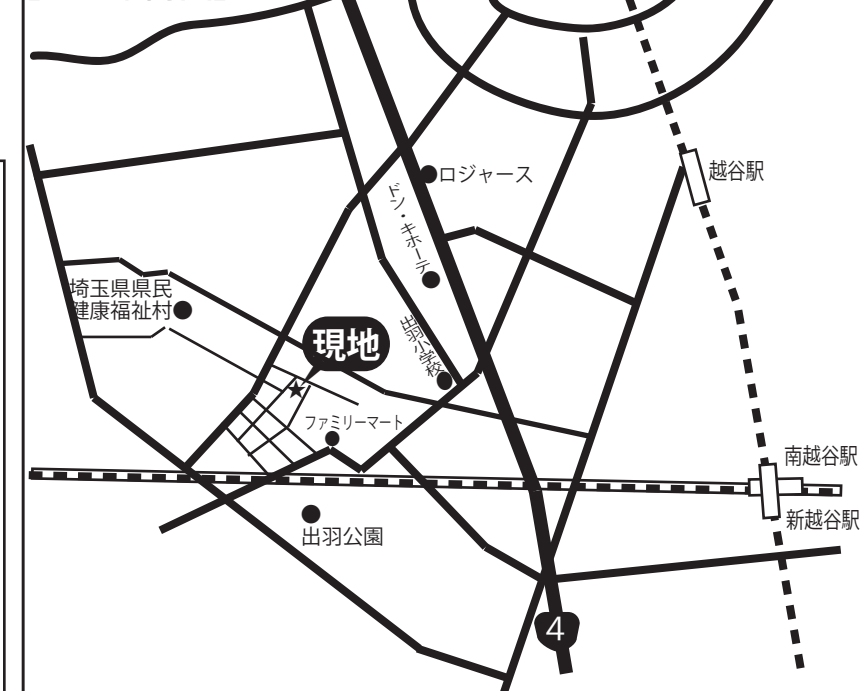 越谷駅
ロジャース
ドン・キホーテ
埼玉県県民
健康福祉村
現地
出羽小学校
ファミリーマート
南越谷駅
新越谷駅
出羽公園
4